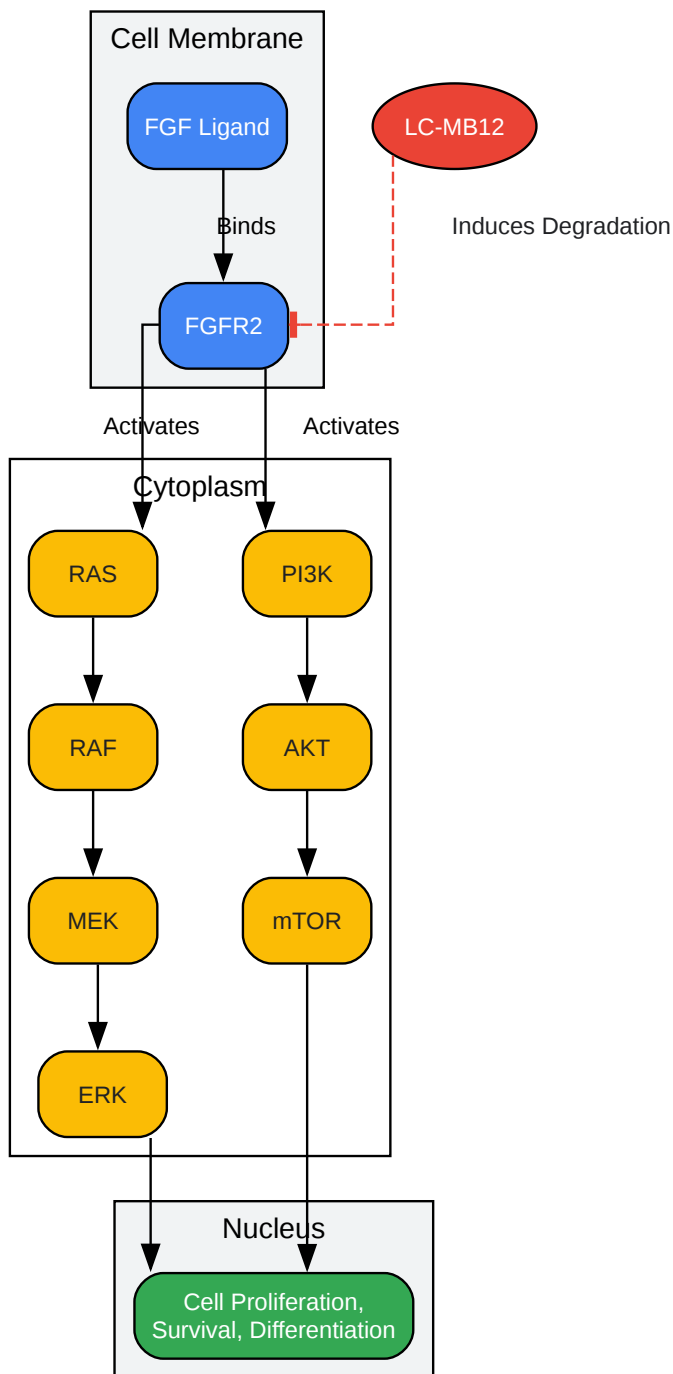 Cell Membrane
FGF Ligand
LC-MB12
Binds
Induces Degradation
FGFR2
Activates
Activates
Cytoplasm
RAS
PI3K
RAF
AKT
MEK
mTOR
ERK
Nucleus
Cell Proliferation,
Survival, Differentiation